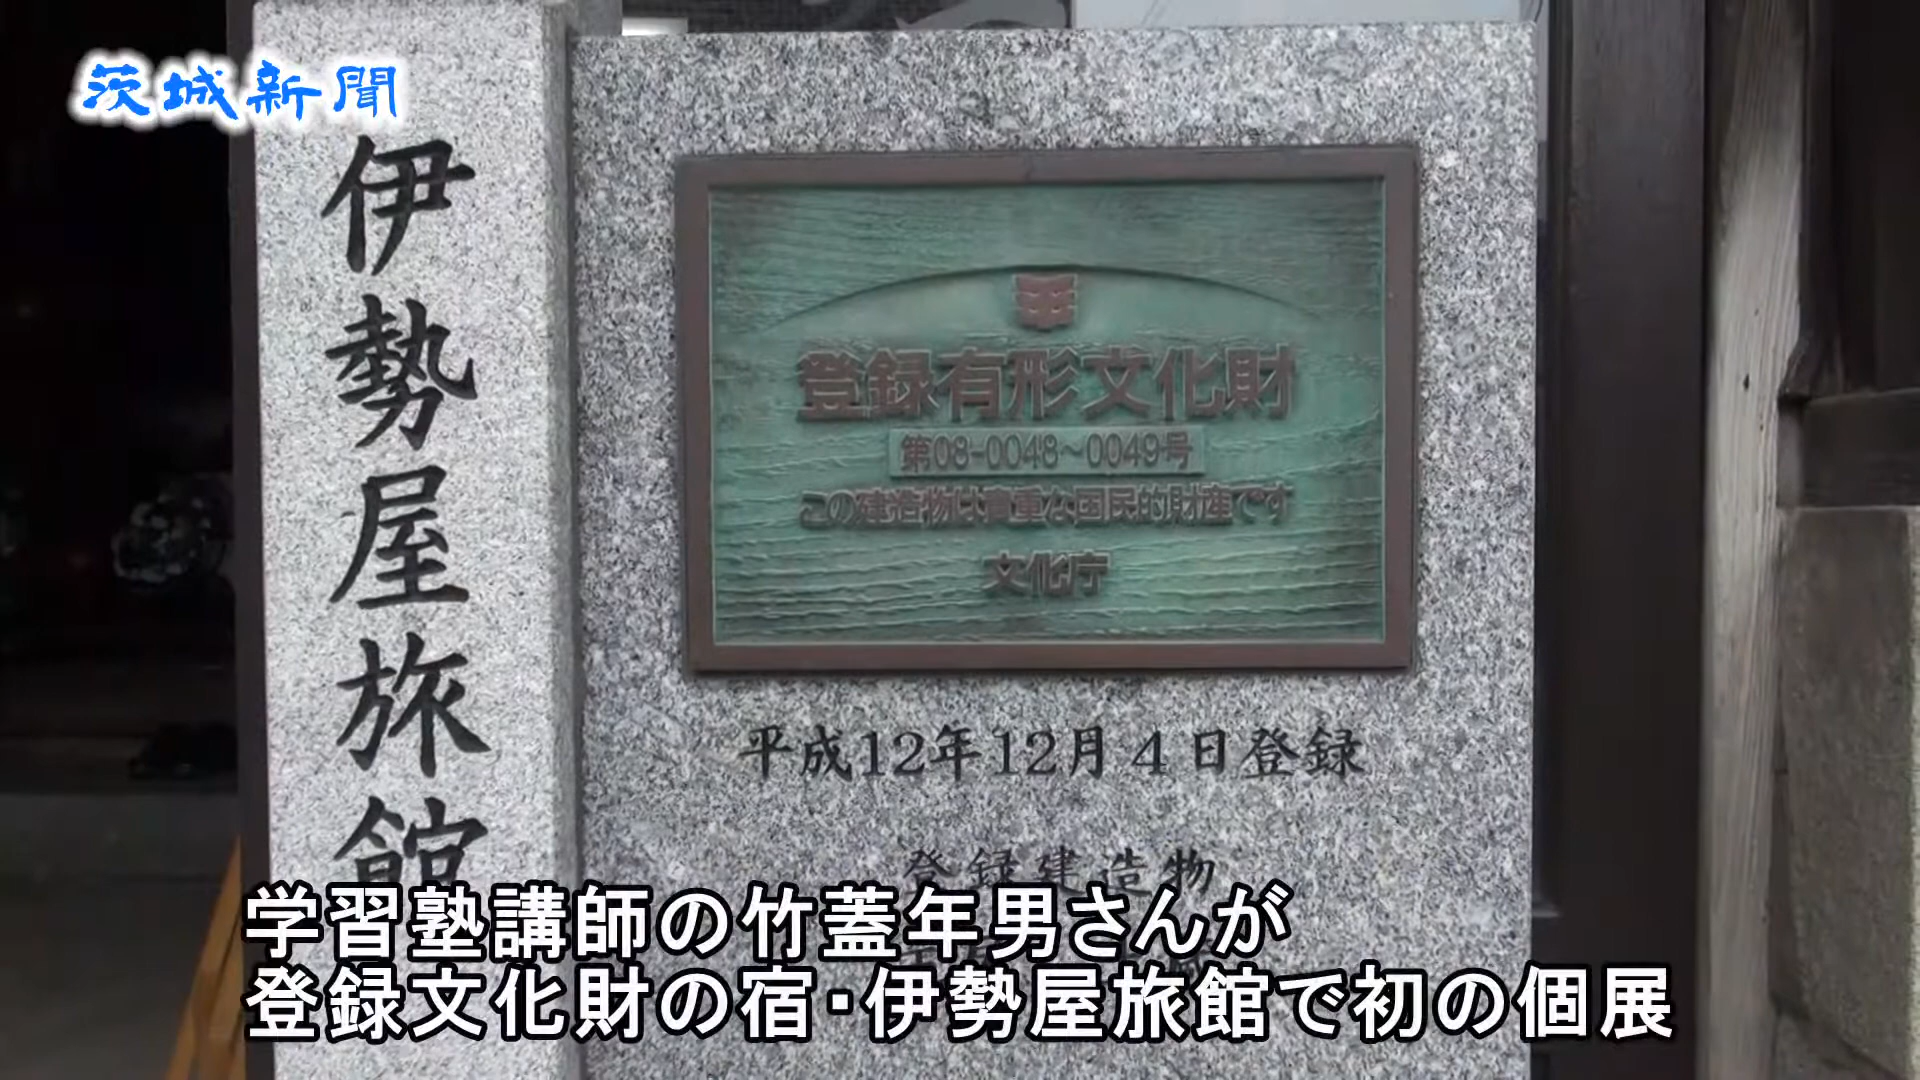 茨城新聞
伊勢屋旅館
登録有形文化財
第08-0048～0049号
この建造物は貴重な国民的財産です
文化庁
平成12年12月4日登録
登録建造物
学習塾講師の竹蓋年男さんが
登録文化財の宿・伊勢屋旅館で初の個展